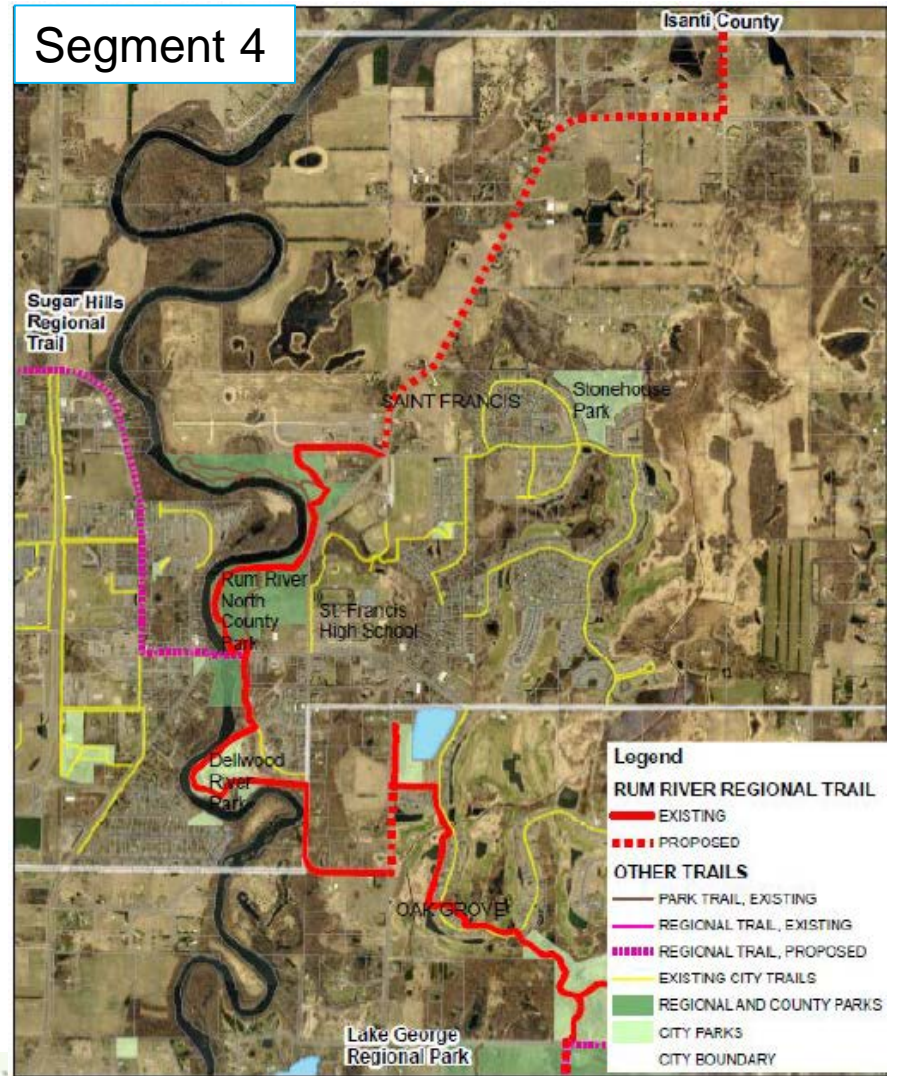 Segment 4
Isanti County
Sugar Hills
Regional
Trail
SAINT FRANCIS
Stonehouse
Park
Rum River
North
County
Park
St. Francis
High School
Dellwood
River
Park
OAK GROVE
Lake George
Regional Park
Legend
RUM RIVER REGIONAL TRAIL
EXISTING
PROPOSED
OTHER TRAILS
PARK TRAIL, EXISTING
REGIONAL TRAIL, EXISTING
REGIONAL TRAIL, PROPOSED
EXISTING CITY TRAILS
REGIONAL AND COUNTY PARKS
CITY PARKS
CITY BOUNDARY